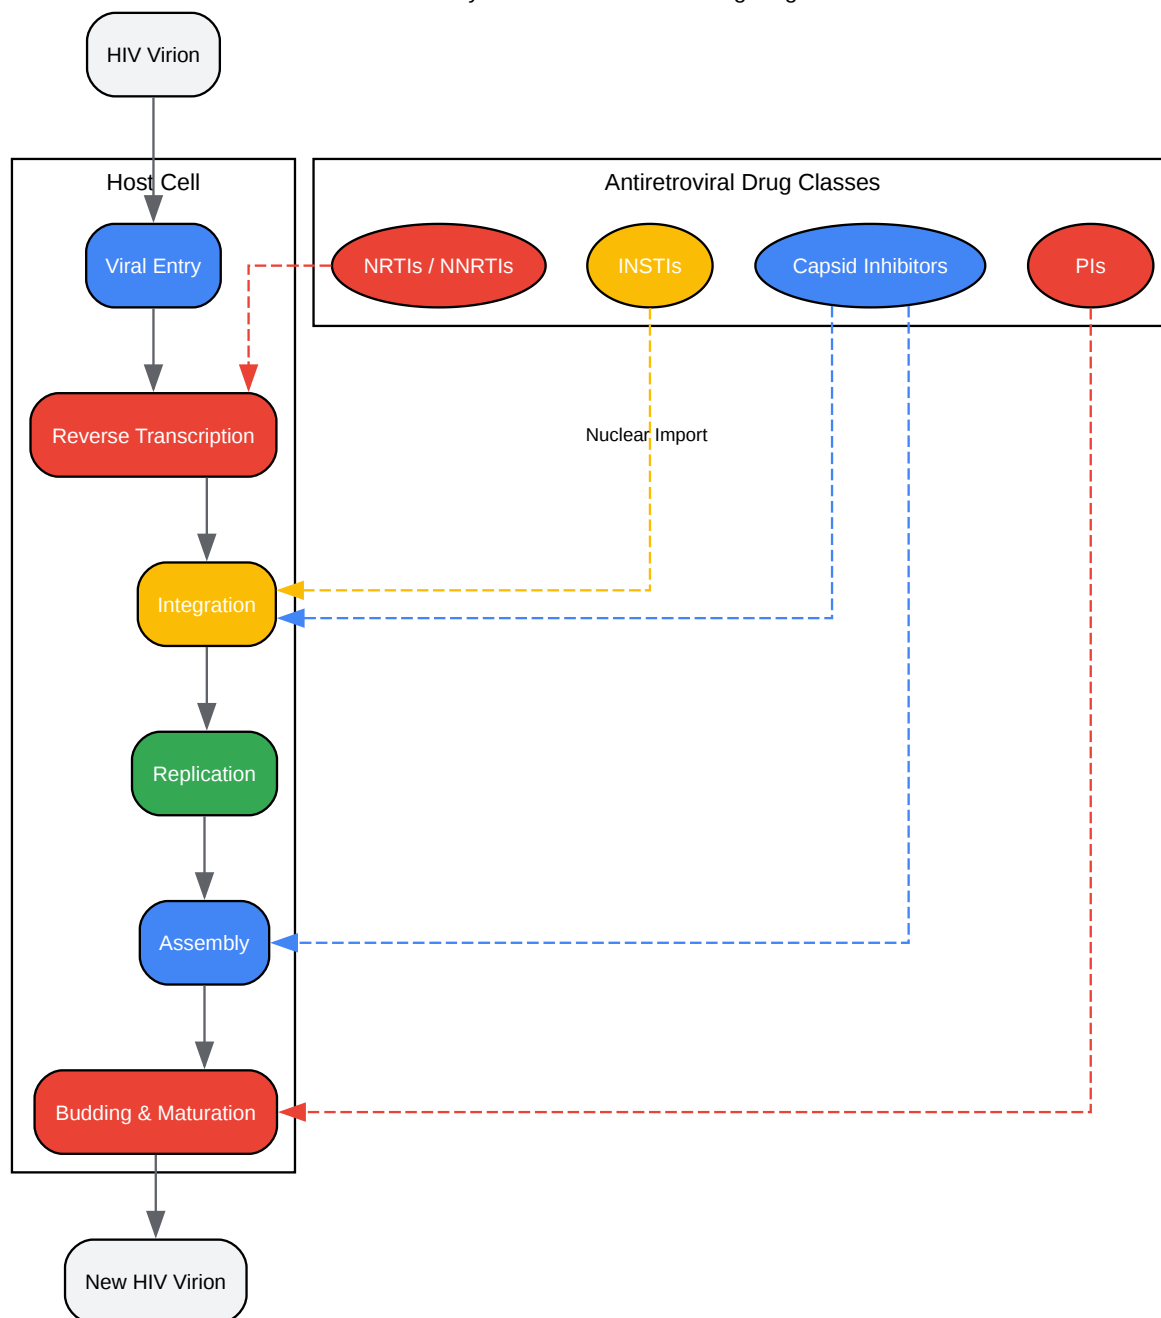 HIV Virion
Host Cell
Antiretroviral Drug Classes
Viral Entry
NRTIs / NNRTIs
INSTIs
Capsid Inhibitors
PIs
Reverse Transcription
Nuclear Import
Integration
Replication
Assembly
Budding & Maturation
New HIV Virion